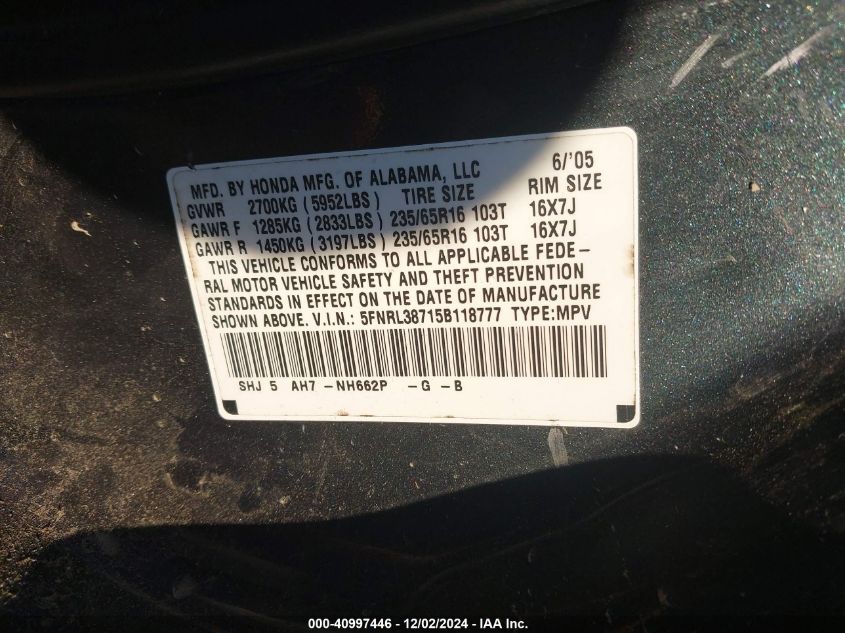 MFD. BY HONDA MFG. OF ALABAMA, LLC 6/'05
GVWR 2700KG (5952LBS) TIRE SIZE RIM SIZE
GAWR F 1285KG (2833LBS) 235/65R16 103T 16X7J
GAWR R 1450KG (3197LBS) 235/65R16 103T 16X7J
THIS VEHICLE CONFORMS TO ALL APPLICABLE FEDE-
RAL MOTOR VEHICLE SAFETY AND THEFT PREVENTION
STANDARDS IN EFFECT ON THE DATE OF MANUFACTURE
SHOWN ABOVE. V.I.N.: 5FNRL38715B118777 TYPE:MPV
SHJ 5 AH7 -NH662P -G -B
000-40997446 - 12/02/2024 - IAA Inc.